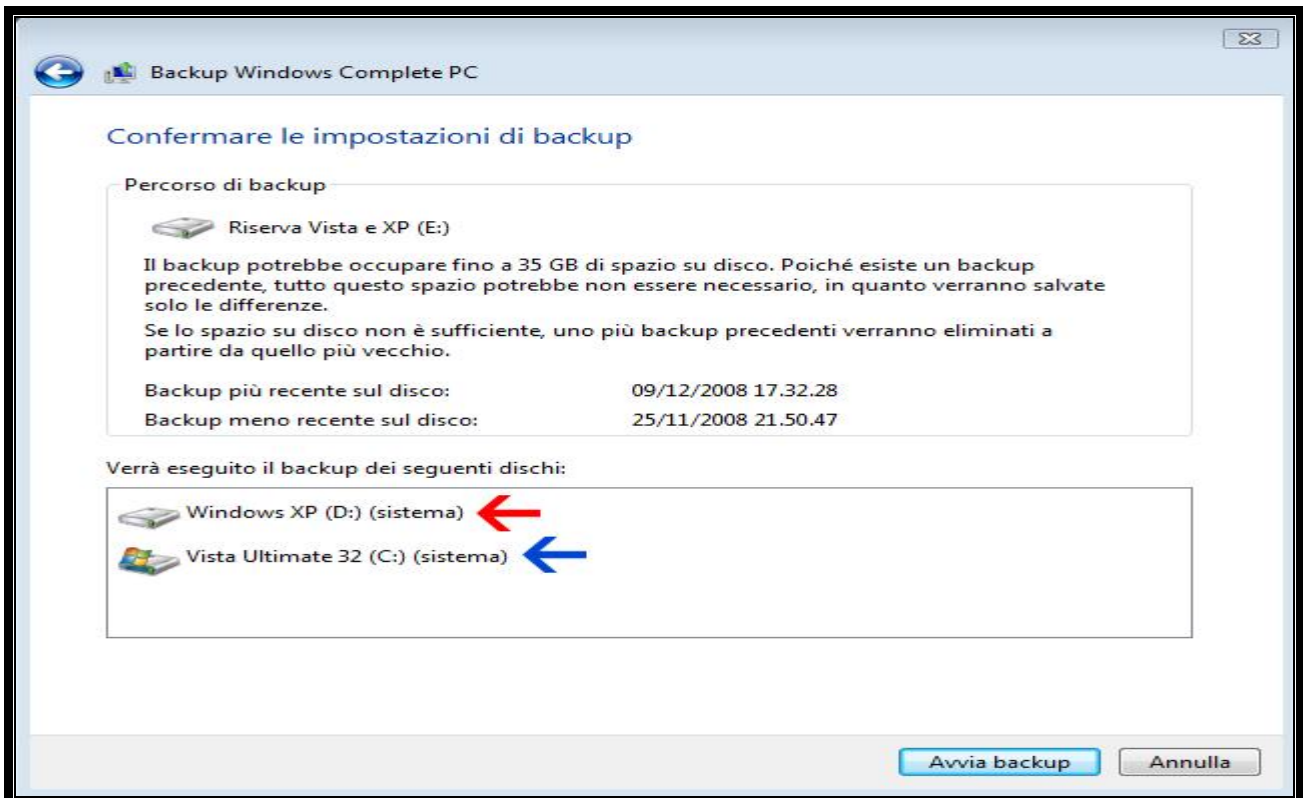 Backup Windows Complete PC
Confermare le impostazioni di backup
Percorso di backup
Riserva Vista e XP (E:)
Il backup potrebbe occupare fino a 35 GB di spazio su disco. Poiché esiste un backup
precedente, tutto questo spazio potrebbe non essere necessario, in quanto verranno salvate
solo le differenze.
Se lo spazio su disco non è sufficiente, uno più backup precedenti verranno eliminati a
partire da quello più vecchio.
Backup più recente sul disco: 09/12/2008 17.32.28
Backup meno recente sul disco: 25/11/2008 21.50.47
Verrà eseguito il backup dei seguenti dischi:
Windows XP (D:) (sistema)
Vista Ultimate 32 (C:) (sistema)
Avvia backup Annulla